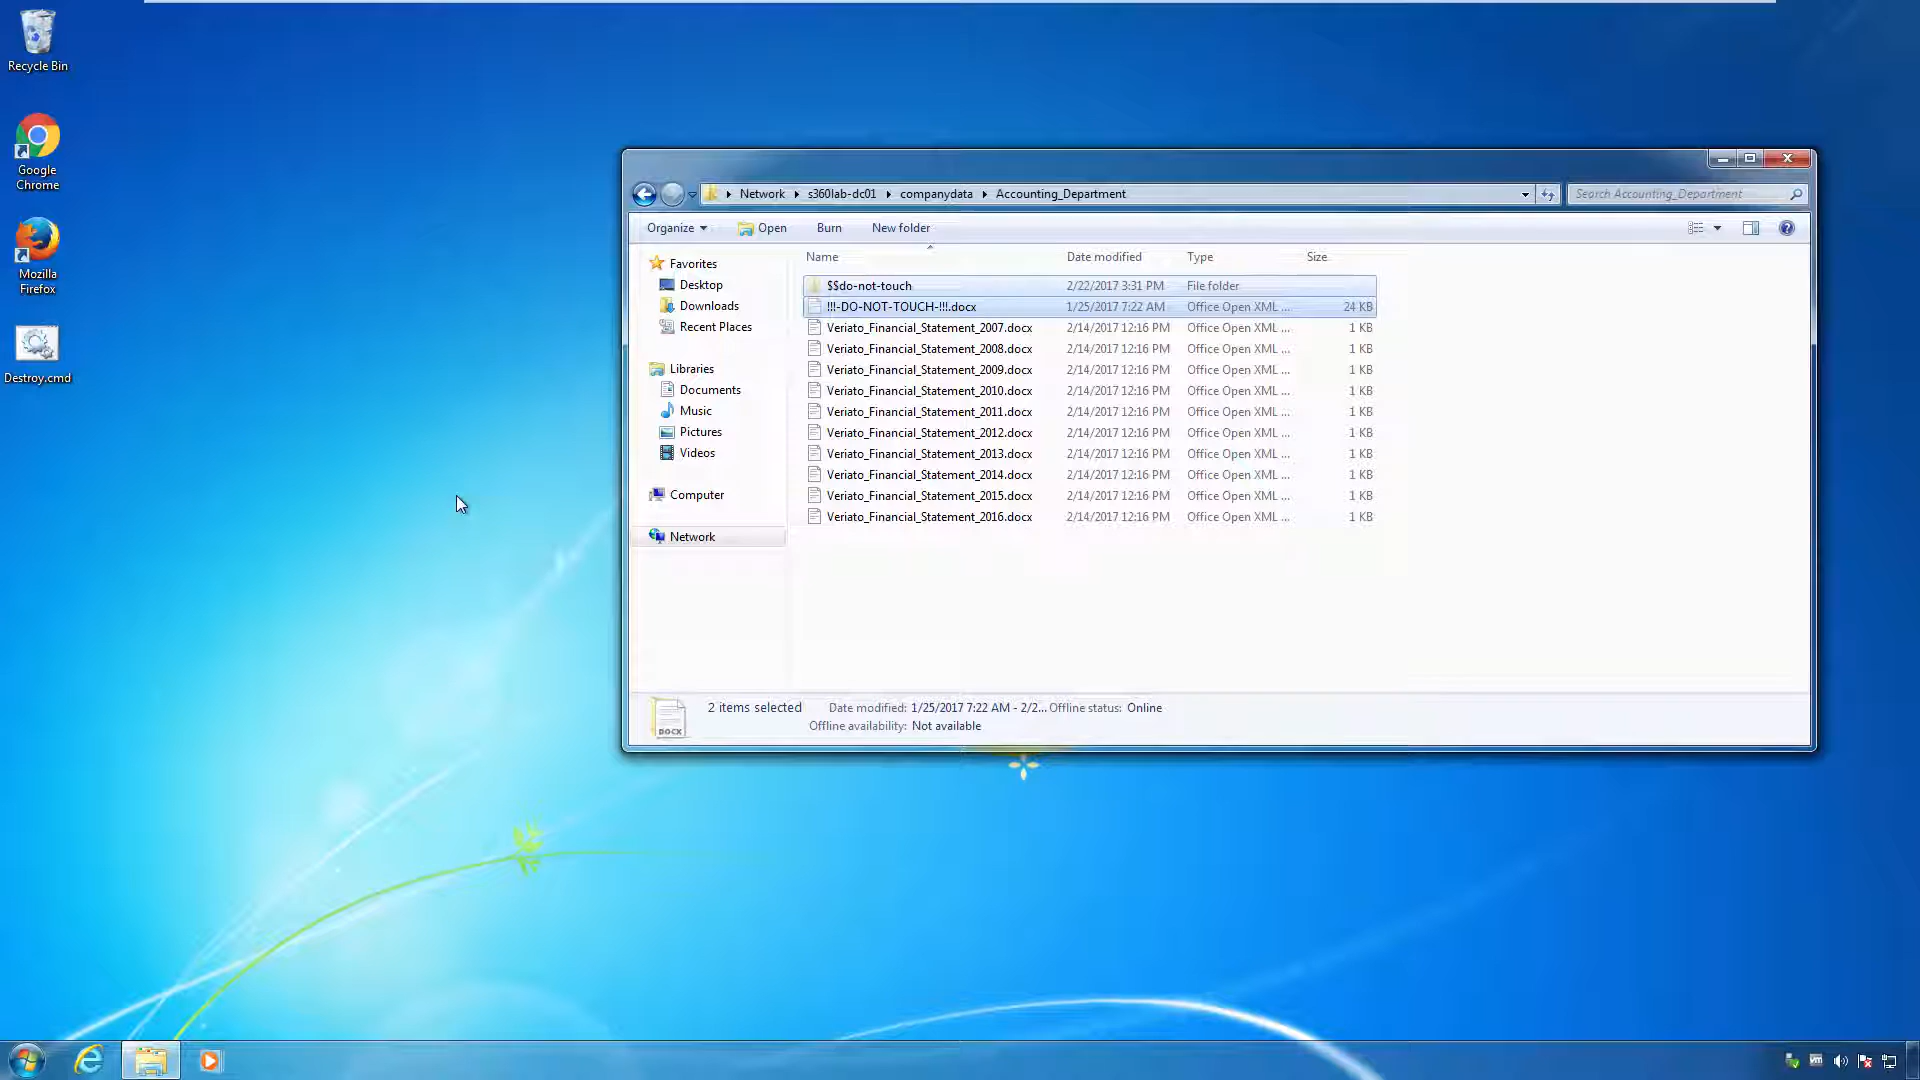 Recycle Bin
Google
Chrome
Mozilla
Firefox
Destroy.cmd
Network s360lab-dc01 companydata Accounting_Department
Search Accounting_Department
Organize Open Burn New folder
Favorites
Desktop
Downloads
Recent Places
Libraries
Documents
Music
Pictures
Videos
Computer
Network
Name Date modified Type Size
$$do-not-touch 2/22/2017 3:31 PM File folder
!!!-DO-NOT-TOUCH-!!!.docx 1/25/2017 7:22 AM Office Open XML ... 24 KB
Veriato_Financial_Statement_2007.docx 2/14/2017 12:16 PM Office Open XML ... 1 KB
Veriato_Financial_Statement_2008.docx 2/14/2017 12:16 PM Office Open XML ... 1 KB
Veriato_Financial_Statement_2009.docx 2/14/2017 12:16 PM Office Open XML ... 1 KB
Veriato_Financial_Statement_2010.docx 2/14/2017 12:16 PM Office Open XML ... 1 KB
Veriato_Financial_Statement_2011.docx 2/14/2017 12:16 PM Office Open XML ... 1 KB
Veriato_Financial_Statement_2012.docx 2/14/2017 12:16 PM Office Open XML ... 1 KB
Veriato_Financial_Statement_2013.docx 2/14/2017 12:16 PM Office Open XML ... 1 KB
Veriato_Financial_Statement_2014.docx 2/14/2017 12:16 PM Office Open XML ... 1 KB
Veriato_Financial_Statement_2015.docx 2/14/2017 12:16 PM Office Open XML ... 1 KB
Veriato_Financial_Statement_2016.docx 2/14/2017 12:16 PM Office Open XML ... 1 KB
DOCX
2 items selected Date modified: 1/25/2017 7:22 AM - 2/2... Offline status: Online
Offline availability: Not available
vm